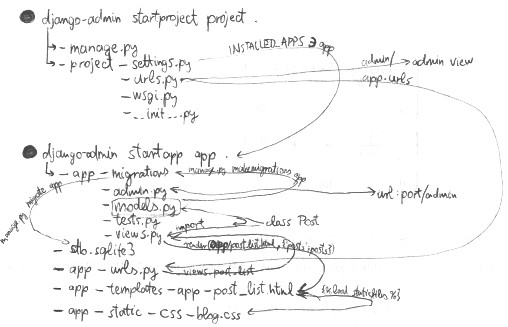 django-admin startproject project .
- manage.py
- project - settings.py INSTALLED_APPS ∋ app
- urls.py admin/ admin view
app.urls
- wsgi.py
- __init__.py
django-admin startapp app .
- app - migrations manage.py makemigrations app
- admin.py url:port/admin
- models.py
- tests.py import class Post
- views.py render(app/post_list.html, {'posts':posts})
manage.py migrate app
- db.sqlite3
- app - urls.py views.post_list
- app - templates - app - post_list.html {% load staticfiles %}
- app - static - css - blog.css